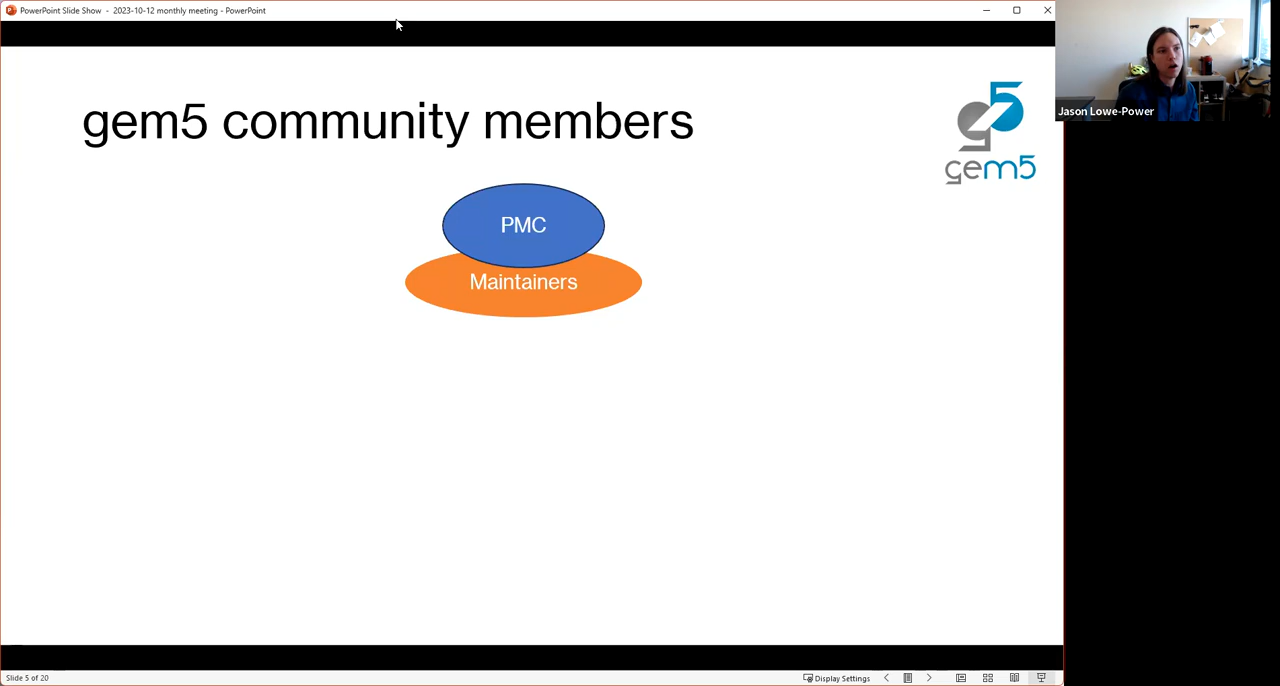 PowerPoint Slide Show - 2023-10-12 monthly meeting - PowerPoint
gem5 community members
gem5
Jason Lowe-Power
PMC
Maintainers
Slide 5 of 20
Display Settings